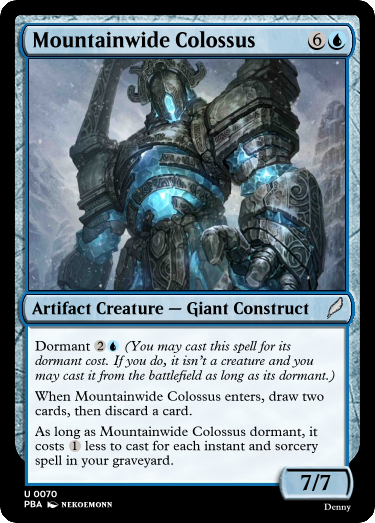 Mountainwide Colossus 6
Artifact Creature — Giant Construct
Dormant 2 (You may cast this spell for its
dormant cost. If you do, it isn't a creature and you
may cast it from the battlefield as long as its dormant.)
When Mountainwide Colossus enters, draw two
cards, then discard a card.
As long as Mountainwide Colossus dormant, it
costs 1 less to cast for each instant and sorcery
spell in your graveyard.
7/7
U 0070
PBA NEKOEMONN
Denny